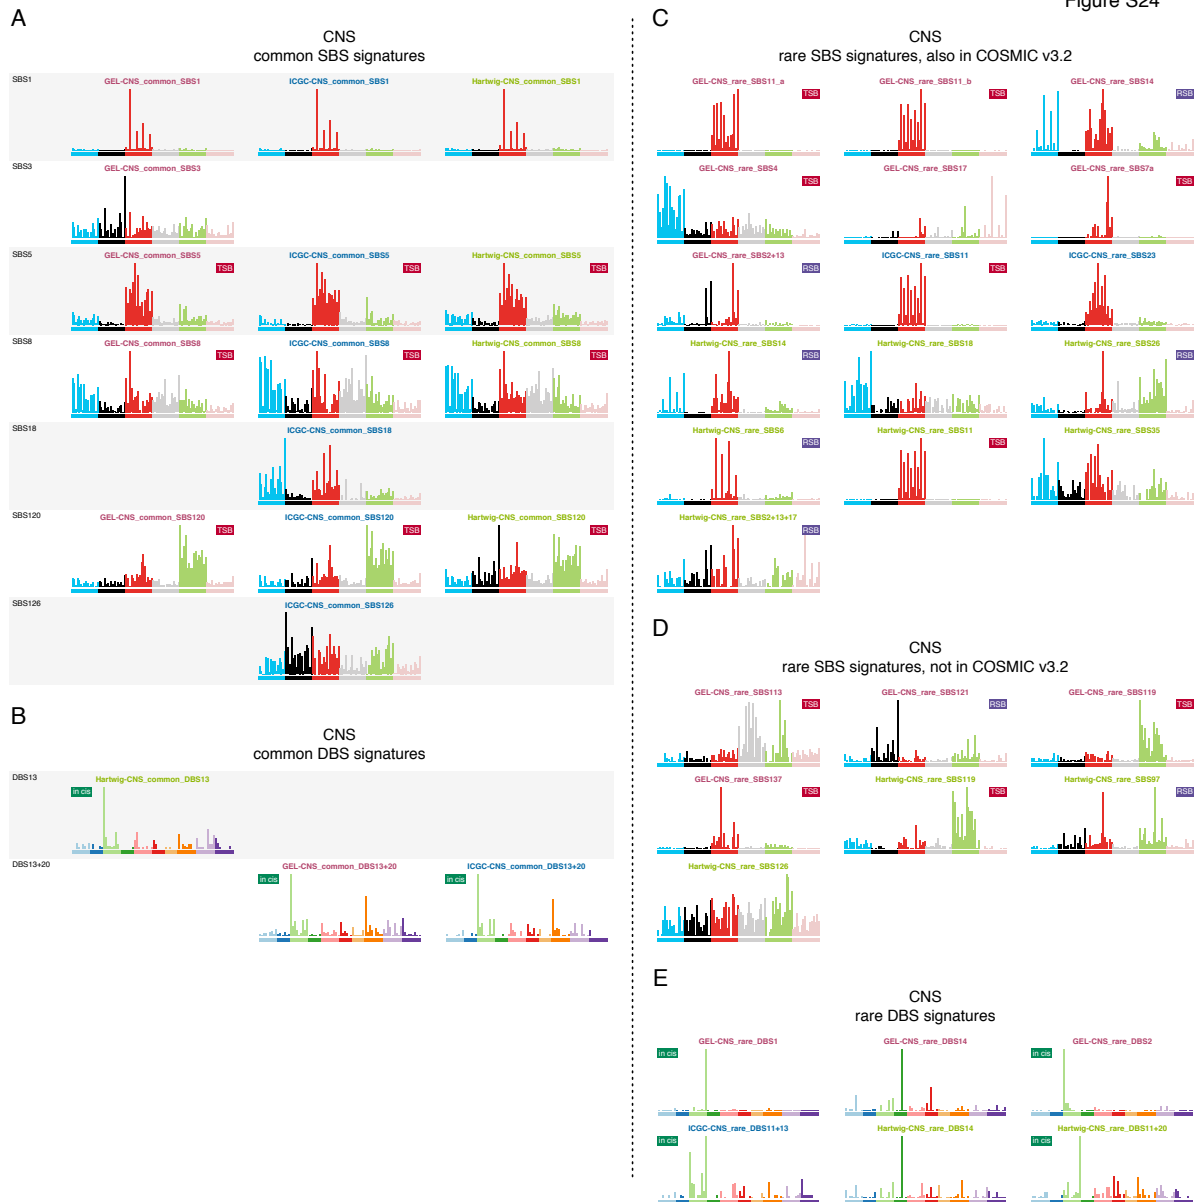 Figure S24
A
CNS
common SBS signatures
SBS1
GEL-CNS_common_SBS1
ICGC-CNS_common_SBS1
Hartwig-CNS_common_SBS1
SBS3
GEL-CNS_common_SBS3
SBS5
GEL-CNS_common_SBS5
TSB
ICGC-CNS_common_SBS5
TSB
Hartwig-CNS_common_SBS5
TSB
SBS8
GEL-CNS_common_SBS8
TSB
ICGC-CNS_common_SBS8
TSB
Hartwig-CNS_common_SBS8
TSB
SBS18
ICGC-CNS_common_SBS18
SBS120
GEL-CNS_common_SBS120
TSB
ICGC-CNS_common_SBS120
TSB
Hartwig-CNS_common_SBS120
TSB
SBS126
ICGC-CNS_common_SBS126
B
CNS
common DBS signatures
DBS13
Hartwig-CNS_common_DBS13
in cis
DBS13+20
GEL-CNS_common_DBS13+20
in cis
ICGC-CNS_common_DBS13+20
in cis
C
CNS
rare SBS signatures, also in COSMIC v3.2
GEL-CNS_rare_SBS11_a
TSB
GEL-CNS_rare_SBS11_b
TSB
GEL-CNS_rare_SBS14
RSB
GEL-CNS_rare_SBS4
TSB
GEL-CNS_rare_SBS17
GEL-CNS_rare_SBS7a
TSB
GEL-CNS_rare_SBS2+13
RSB
ICGC-CNS_rare_SBS11
TSB
ICGC-CNS_rare_SBS23
Hartwig-CNS_rare_SBS14
RSB
Hartwig-CNS_rare_SBS18
Hartwig-CNS_rare_SBS26
RSB
Hartwig-CNS_rare_SBS6
RSB
Hartwig-CNS_rare_SBS11
TSB
Hartwig-CNS_rare_SBS35
Hartwig-CNS_rare_SBS2+13+17
RSB
D
CNS
rare SBS signatures, not in COSMIC v3.2
GEL-CNS_rare_SBS113
TSB
GEL-CNS_rare_SBS121
RSB
GEL-CNS_rare_SBS119
TSB
GEL-CNS_rare_SBS137
TSB
Hartwig-CNS_rare_SBS119
TSB
Hartwig-CNS_rare_SBS97
RSB
Hartwig-CNS_rare_SBS126
E
CNS
rare DBS signatures
GEL-CNS_rare_DBS1
in cis
GEL-CNS_rare_DBS14
GEL-CNS_rare_DBS2
in cis
ICGC-CNS_rare_DBS11+13
in cis
Hartwig-CNS_rare_DBS14
Hartwig-CNS_rare_DBS11+20
in cis